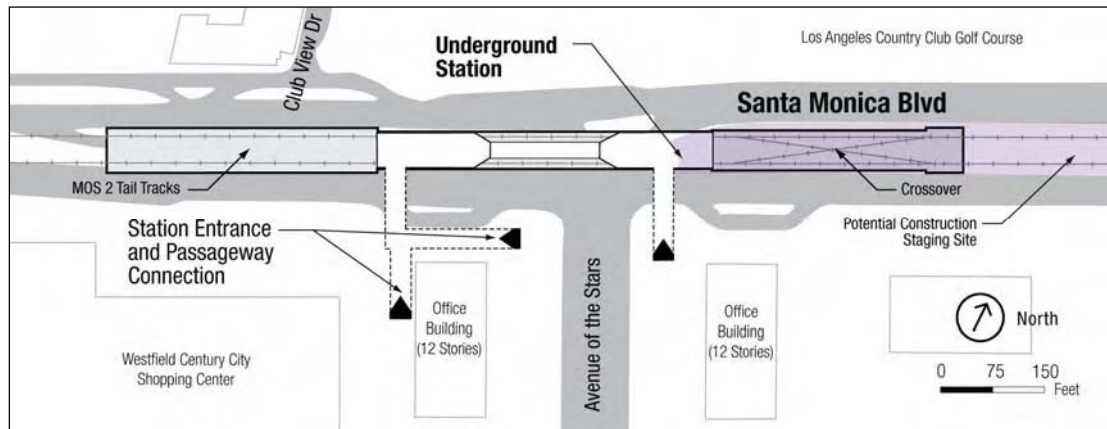 Los Angeles Country Club Golf Course
Underground
Station
Club View Dr
Santa Monica Blvd
MOS 2 Tail Tracks
Crossover
Potential Construction
Staging Site
Station Entrance
and Passageway
Connection
Avenue of the Stars
Office
Building
(12 Stories)
Office
Building
(12 Stories)
North
Westfield Century City
Shopping Center
0 75 150
Feet